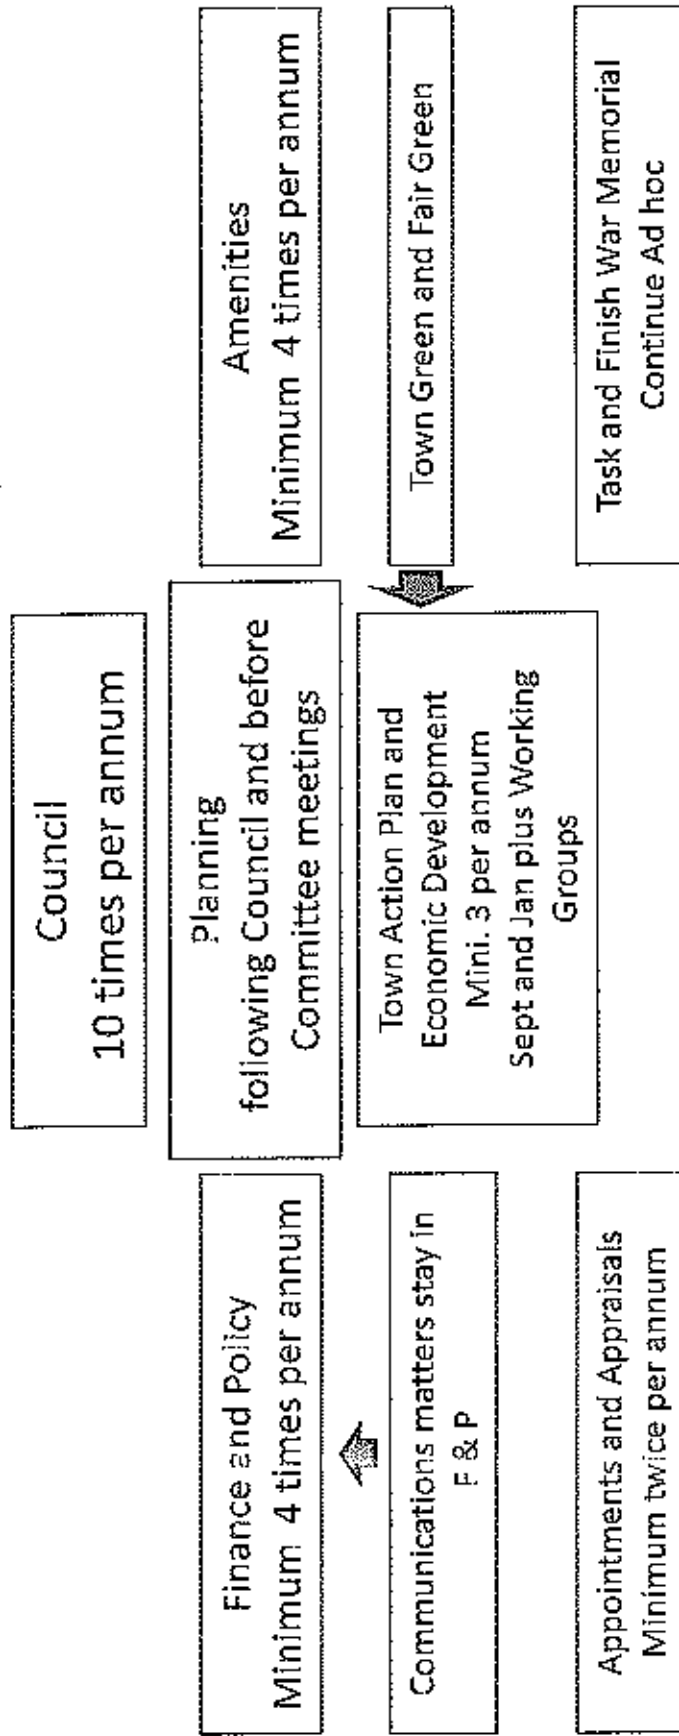 Council
10 times per annum
Finance and Policy
Minimum 4 times per annum
Planning
following Council and before
Committee meetings
Amenities
Minimum 4 times per annum
Communications matters stay in
F & P
Town Action Plan and
Economic Development
Mini. 3 per annum
Sept and Jan plus Working
Groups
Town Green and Fair Green
Appointments and Appraisals
Minimum twice per annum
Task and Finish War Memorial
Continue Ad hoc